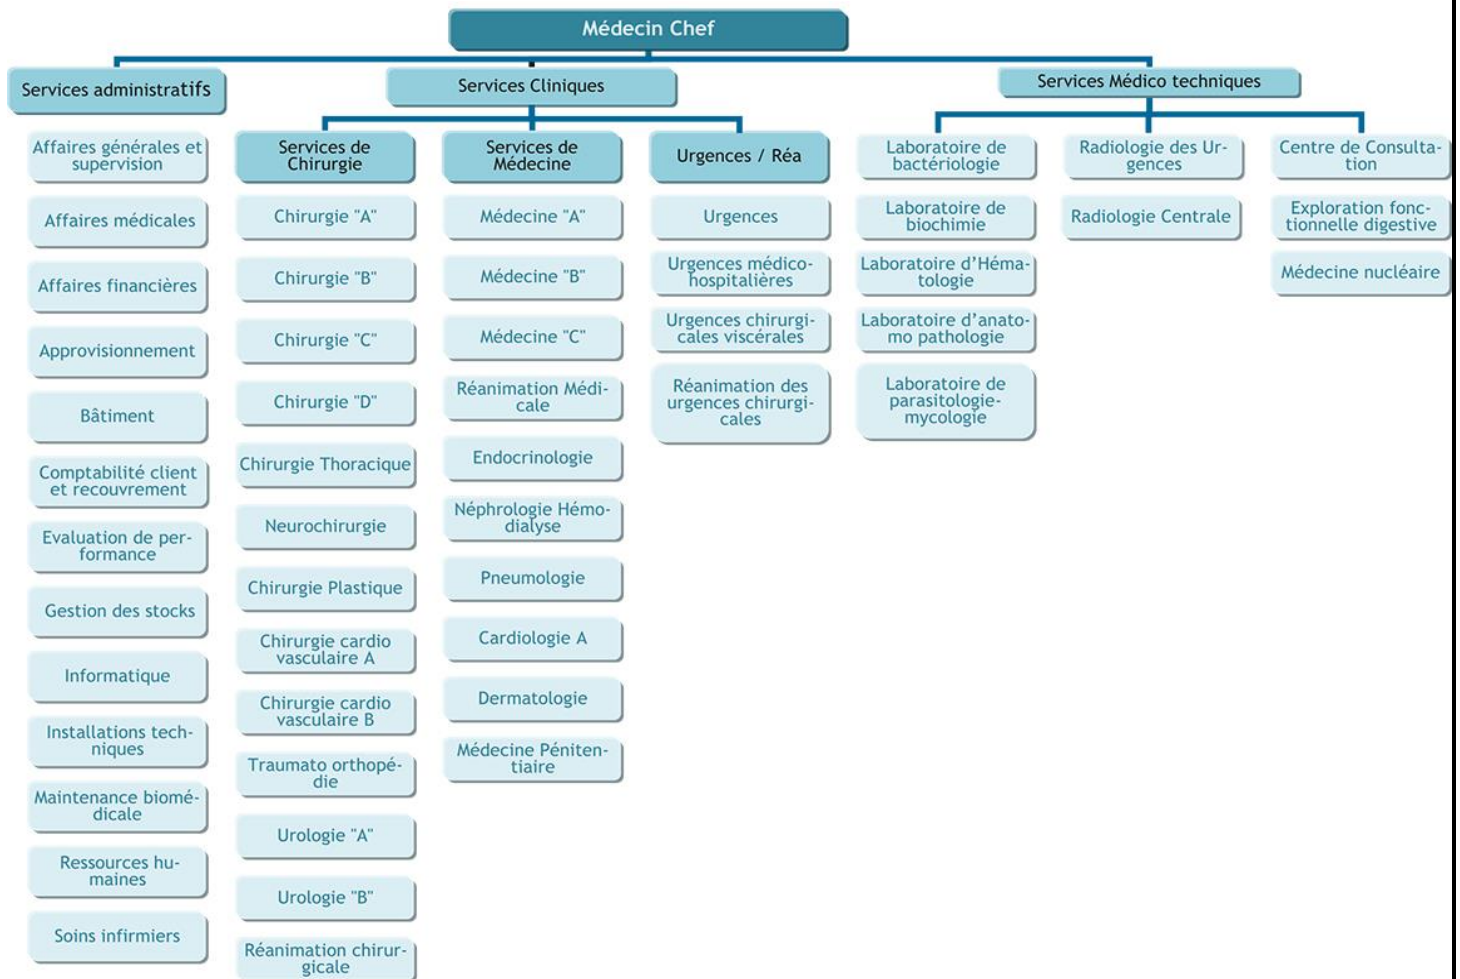 Médecin Chef
Services administratifs
Affaires générales et
supervision
Affaires médicales
Affaires financières
Approvisionnement
Bâtiment
Comptabilité client
et recouvrement
Evaluation de per-
formance
Gestion des stocks
Informatique
Installations tech-
niques
Maintenance biomé-
dicale
Ressources hu-
maines
Soins infirmiers
Services Cliniques
Services de
Chirurgie
Chirurgie "A"
Chirurgie "B"
Chirurgie "C"
Chirurgie "D"
Chirurgie Thoracique
Neurochirurgie
Chirurgie Plastique
Chirurgie cardio
vasculaire A
Chirurgie cardio
vasculaire B
Traumato orthopé-
die
Urologie "A"
Urologie "B"
Réanimation chirur-
gicale
Services de
Médecine
Médecine "A"
Médecine "B"
Médecine "C"
Réanimation Médi-
cale
Endocrinologie
Néphrologie Hémo-
dialyse
Pneumologie
Cardiologie A
Dermatologie
Médecine Péniten-
tiaire
Urgences / Réa
Urgences
Urgences médico-
hospitalières
Urgences chirurgi-
cales viscérales
Réanimation des
urgences chirurgi-
cales
Services Médico techniques
Laboratoire de
bactériologie
Laboratoire de
biochimie
Laboratoire d’Héma-
tologie
Laboratoire d’anato-
mo pathologie
Laboratoire de
parasitologie-
mycologie
Radiologie des Ur-
gences
Radiologie Centrale
Centre de Consulta-
tion
Exploration fonc-
tionnelle digestive
Médecine nucléaire